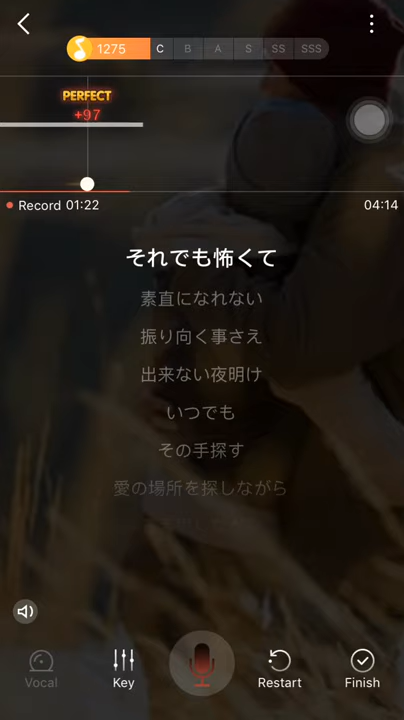 1275 C B A S SS SSS
PERFECT
+97
Record 01:22 04:14
それでも怖くて
素直になれない
振り向く事さえ
出来ない夜明け
いつでも
その手探す
愛の場所を探しながら
Vocal Key Restart Finish